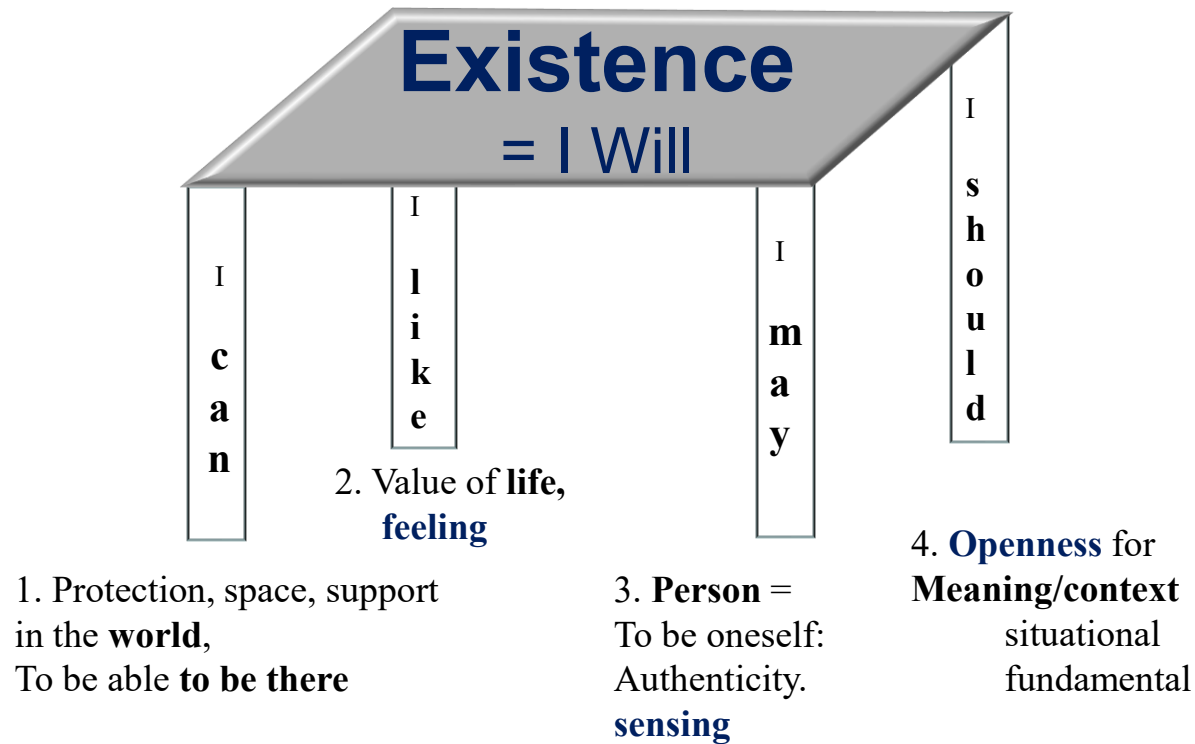 Existence
= I Will
I can
I like
I may
I should
1. Protection, space, support
in the world,
To be able to be there
2. Value of life,
feeling
3. Person =
To be oneself:
Authenticity.
sensing
4. Openness for
Meaning/context
situational
fundamental